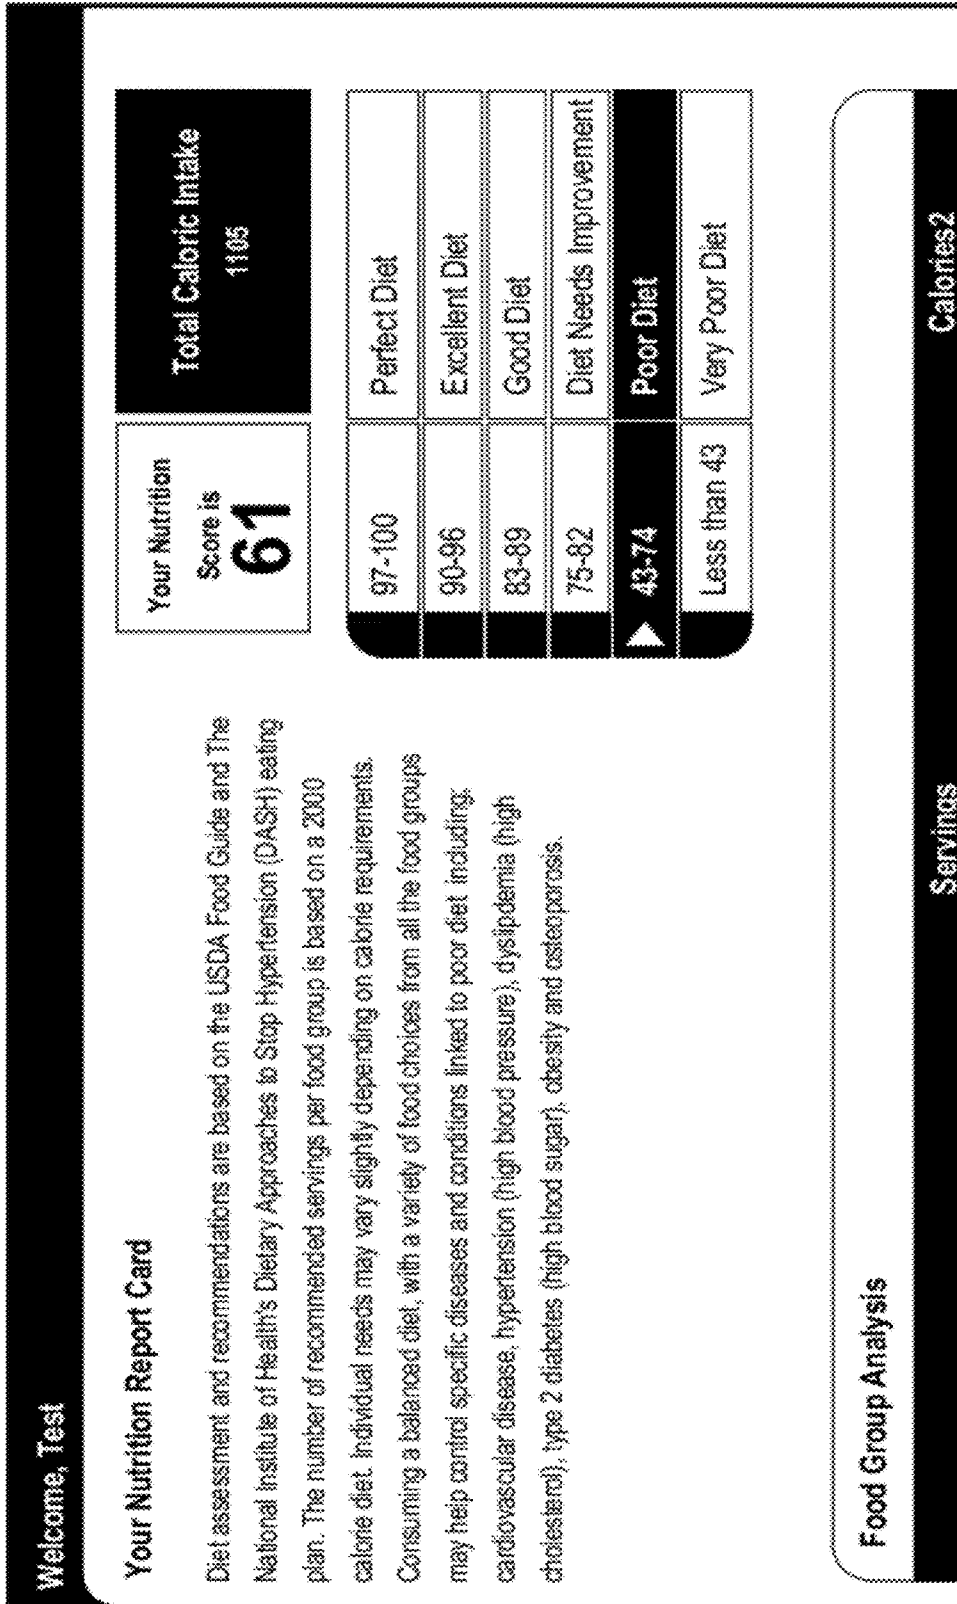 Welcome, Test
Your Nutrition Report Card
Diet assessment and recommendations are based on the USDA Food Guide and The
National Institute of Health's Dietary Approaches to Stop Hypertension (DASH) eating
plan. The number of recommended servings per food group is based on a 2000
calorie diet. Individual needs may vary slightly depending on calorie requirements.
Consuming a balanced diet, with a variety of food choices from all the food groups
may help control specific diseases and conditions linked to poor diet including:
cardiovascular disease, hypertension (high blood pressure), dyslipdemia (high
cholesterol), type 2 diabetes (high blood sugar), obesity and osteoporosis.
Your Nutrition
Score is
61
Total Caloric Intake
1105
97-100 Perfect Diet
90-96 Excellent Diet
83-89 Good Diet
75-82 Diet Needs Improvement
43-74 Poor Diet
Less than 43 Very Poor Diet
Food Group Analysis
Servings Calories2